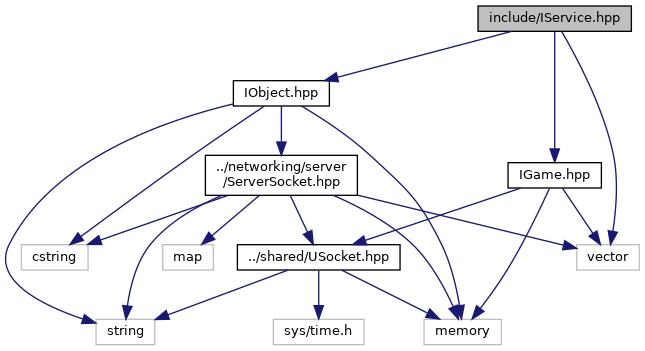 include/IService.hpp
IObject.hpp
../networking/server
/ServerSocket.hpp
IGame.hpp
cstring
map
../shared/USocket.hpp
vector
string
sys/time.h
memory